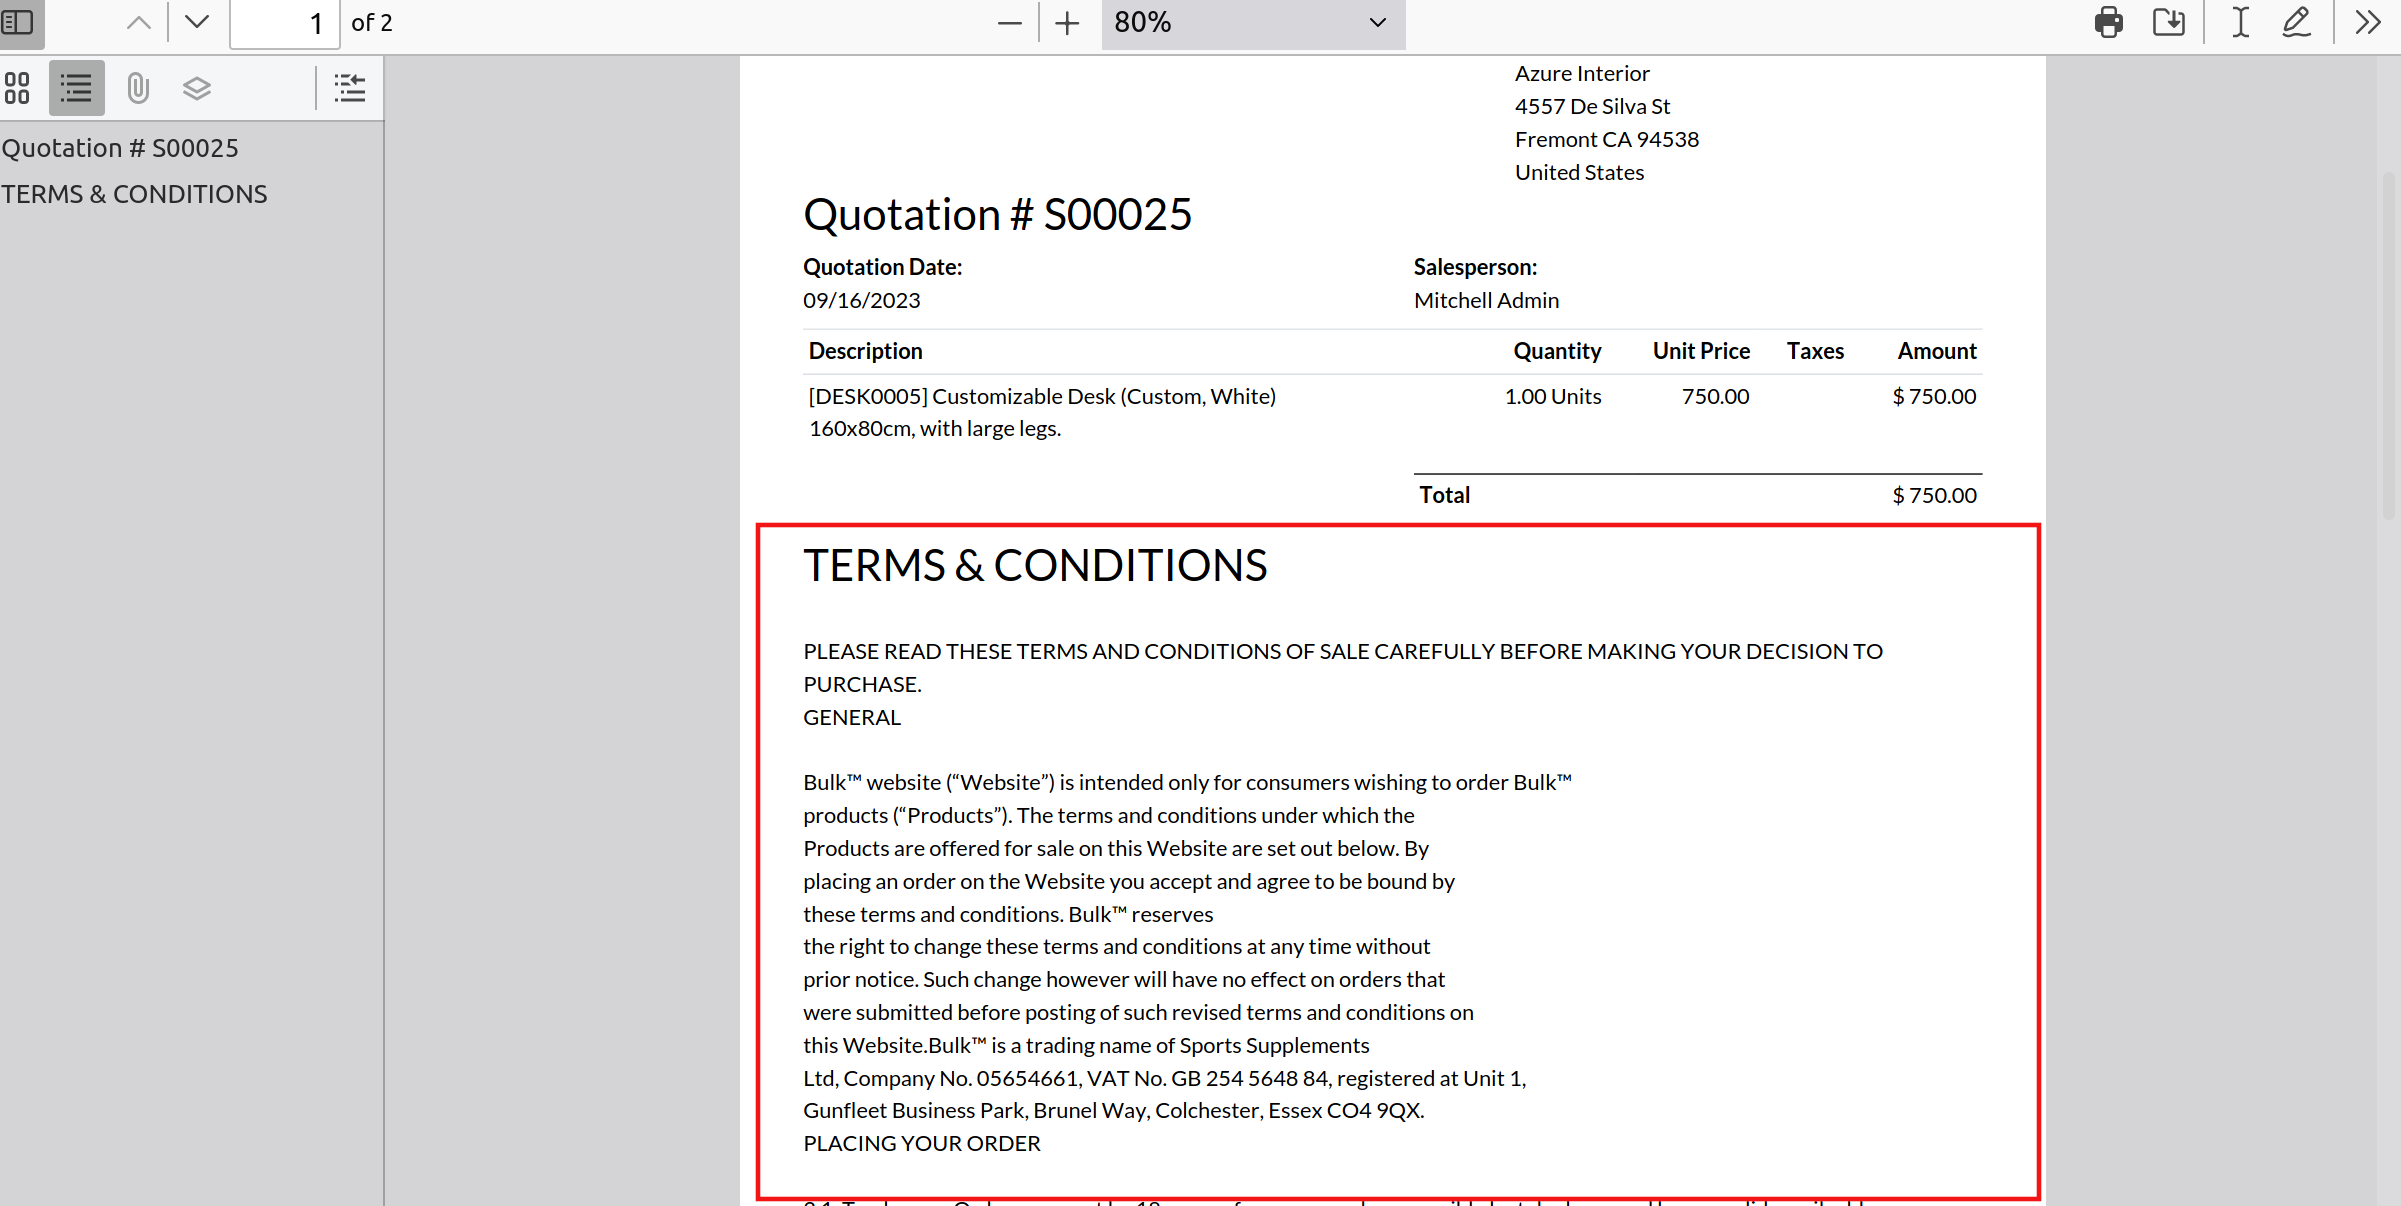 1 of 2
80%
Quotation # S00025
TERMS & CONDITIONS
Azure Interior
4557 De Silva St
Fremont CA 94538
United States
Quotation # S00025
Quotation Date: Salesperson:
09/16/2023 Mitchell Admin
Description Quantity Unit Price Taxes Amount
[DESK0005] Customizable Desk (Custom, White) 1.00 Units 750.00 $ 750.00
160x80cm, with large legs.
Total $ 750.00
TERMS & CONDITIONS
PLEASE READ THESE TERMS AND CONDITIONS OF SALE CAREFULLY BEFORE MAKING YOUR DECISION TO
PURCHASE.
GENERAL
Bulk™ website (“Website”) is intended only for consumers wishing to order Bulk™
products (“Products”). The terms and conditions under which the
Products are offered for sale on this Website are set out below. By
placing an order on the Website you accept and agree to be bound by
these terms and conditions. Bulk™ reserves
the right to change these terms and conditions at any time without
prior notice. Such change however will have no effect on orders that
were submitted before posting of such revised terms and conditions on
this Website.Bulk™ is a trading name of Sports Supplements
Ltd, Company No. 05654661, VAT No. GB 254 5648 84, registered at Unit 1,
Gunfleet Business Park, Brunel Way, Colchester, Essex CO4 9QX.
PLACING YOUR ORDER